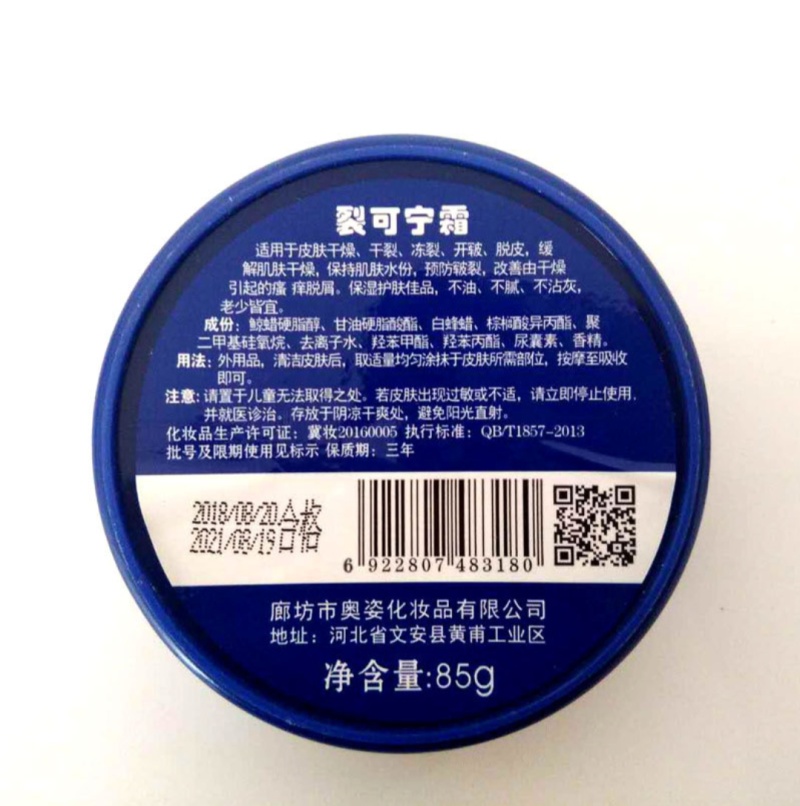 裂可宁霜
适用于皮肤干燥、干裂、冻裂、开皲、脱皮，缓
解肌肤干燥，保持肌肤水份，预防皲裂，改善由干燥
引起的瘙 痒脱屑。保湿护肤佳品，不油、不腻、不沾灰，
老少皆宜。
成份：鲸蜡硬脂醇、甘油硬脂酸酯、白蜂蜡、棕榈酸异丙酯、聚
二甲基硅氧烷、去离子水、羟苯甲酯、羟苯丙酯、尿囊素、香精。
用法：外用品，清洁皮肤后，取适量均匀涂抹于皮肤所需部位，按摩至吸收
即可。
注意：请置于儿童无法取得之处。若皮肤出现过敏或不适，请立即停止使用，
并就医诊治。存放于阴凉干爽处，避免阳光直射。
化妆品生产许可证：冀妆20160005 执行标准：QB/T1857-2013
批号及限期使用见标示 保质期：三年
2018/08/20合格
2021/08/19
6 922807 483180
廊坊市奥姿化妆品有限公司
地址：河北省文安县黄甫工业区
净含量:85g